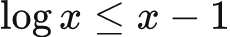 log x ≤ x − 1